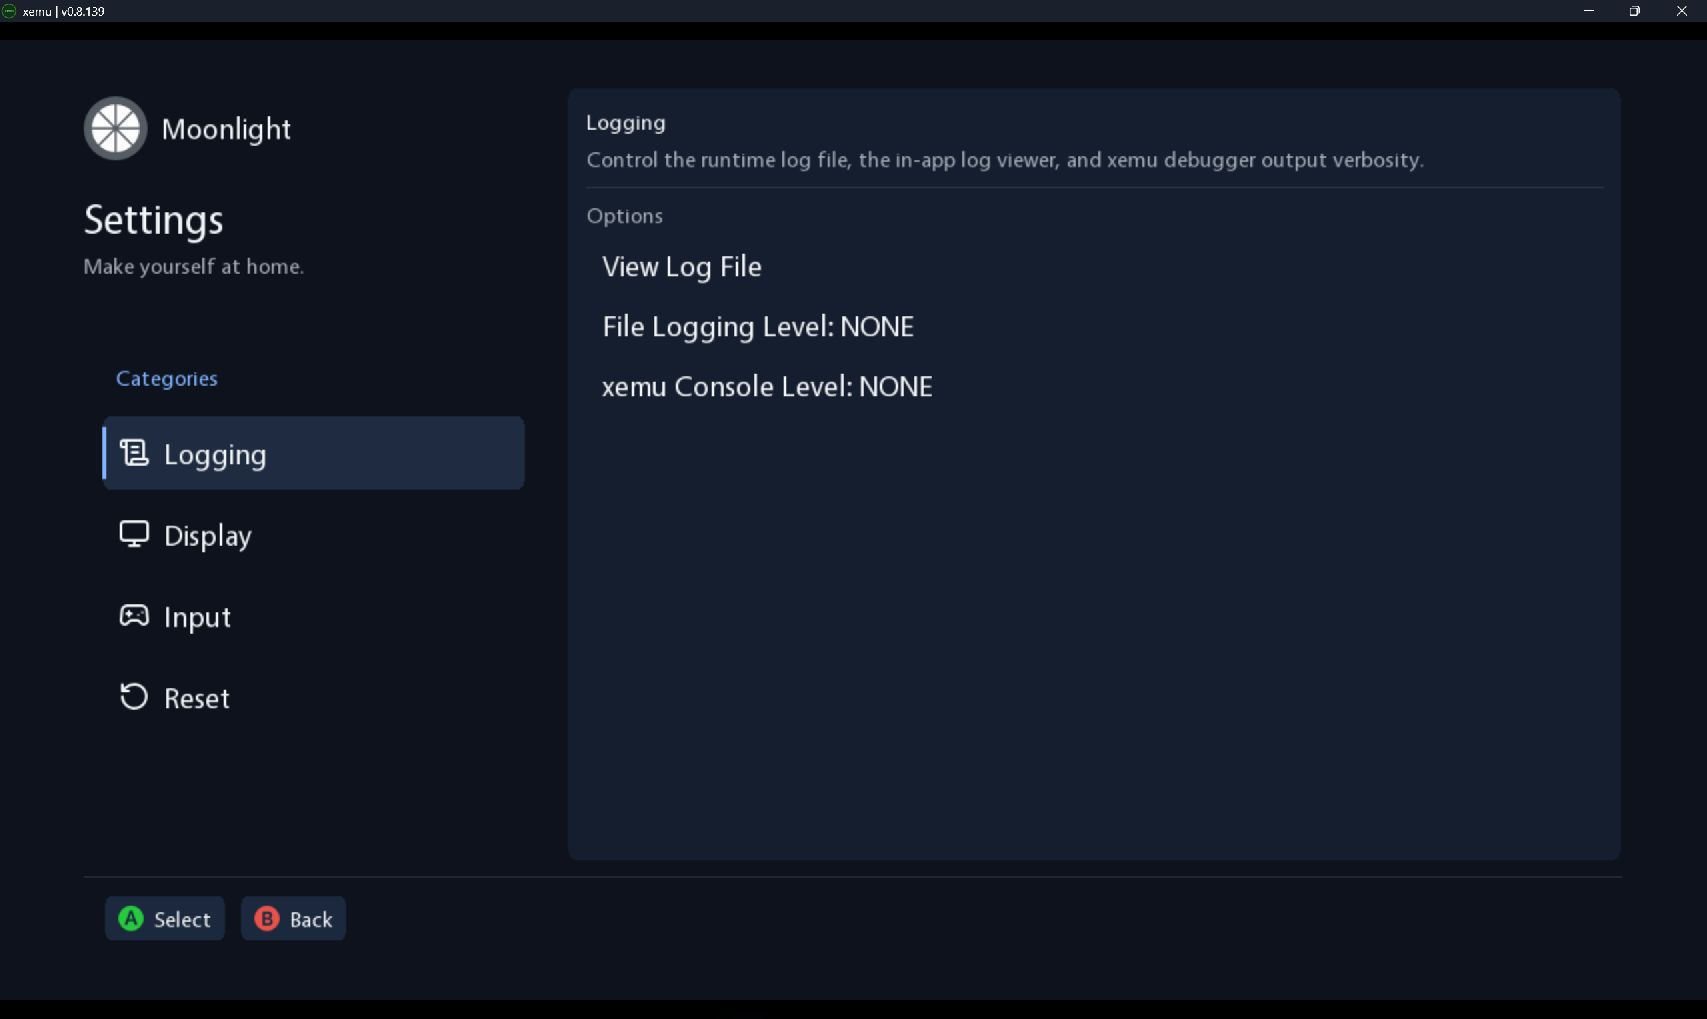 xemu | v0.8.139
Moonlight
Settings
Make yourself at home.
Categories
Logging
Display
Input
Reset
Logging
Control the runtime log file, the in-app log viewer, and xemu debugger output verbosity.
Options
View Log File
File Logging Level: NONE
xemu Console Level: NONE
A Select
B Back